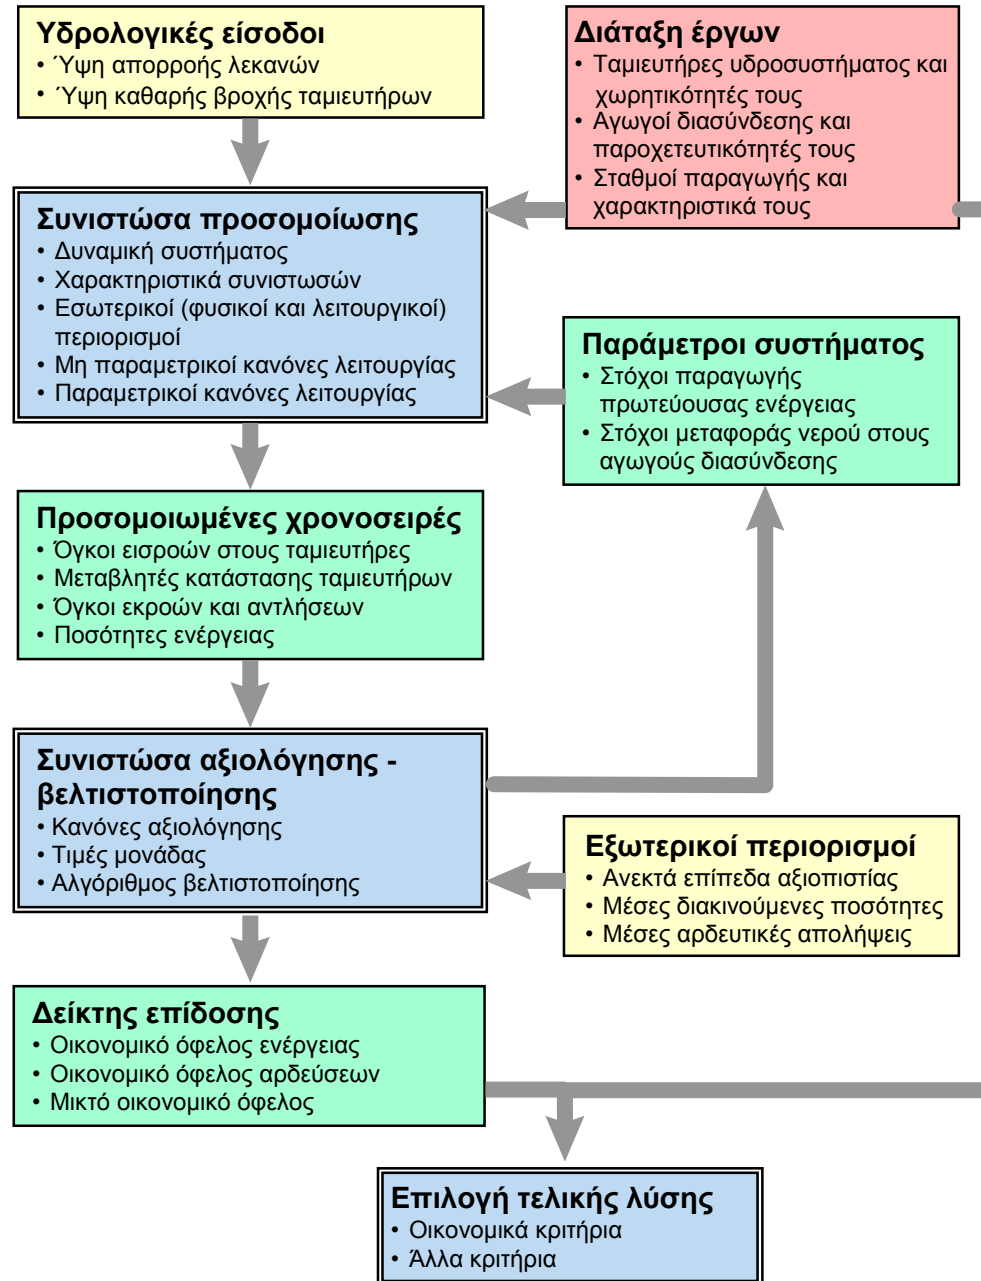 Υδρολογικές είσοδοι
• Ύψη απορροής λεκανών
• Ύψη καθαρής βροχής ταμιευτήρων
Διάταξη έργων
• Ταμιευτήρες υδροσυστήματος και
χωρητικότητές τους
• Αγωγοί διασύνδεσης και
παροχετευτικότητές τους
• Σταθμοί παραγωγής και
χαρακτηριστικά τους
Συνιστώσα προσομοίωσης
• Δυναμική συστήματος
• Χαρακτηριστικά συνιστωσών
• Εσωτερικοί (φυσικοί και λειτουργικοί)
περιορισμοί
• Μη παραμετρικοί κανόνες λειτουργίας
• Παραμετρικοί κανόνες λειτουργίας
Παράμετροι συστήματος
• Στόχοι παραγωγής
πρωτεύουσας ενέργειας
• Στόχοι μεταφοράς νερού στους
αγωγούς διασύνδεσης
Προσομοιωμένες χρονοσειρές
• Όγκοι εισροών στους ταμιευτήρες
• Μεταβλητές κατάστασης ταμιευτήρων
• Όγκοι εκροών και αντλήσεων
• Ποσότητες ενέργειας
Συνιστώσα αξιολόγησης -
βελτιστοποίησης
• Κανόνες αξιολόγησης
• Τιμές μονάδας
• Αλγόριθμος βελτιστοποίησης
Εξωτερικοί περιορισμοί
• Ανεκτά επίπεδα αξιοπιστίας
• Μέσες διακινούμενες ποσότητες
• Μέσες αρδευτικές απολήψεις
Δείκτης επίδοσης
• Οικονομικό όφελος ενέργειας
• Οικονομικό όφελος αρδεύσεων
• Μικτό οικονομικό όφελος
Επιλογή τελικής λύσης
• Οικονομικά κριτήρια
• Άλλα κριτήρια